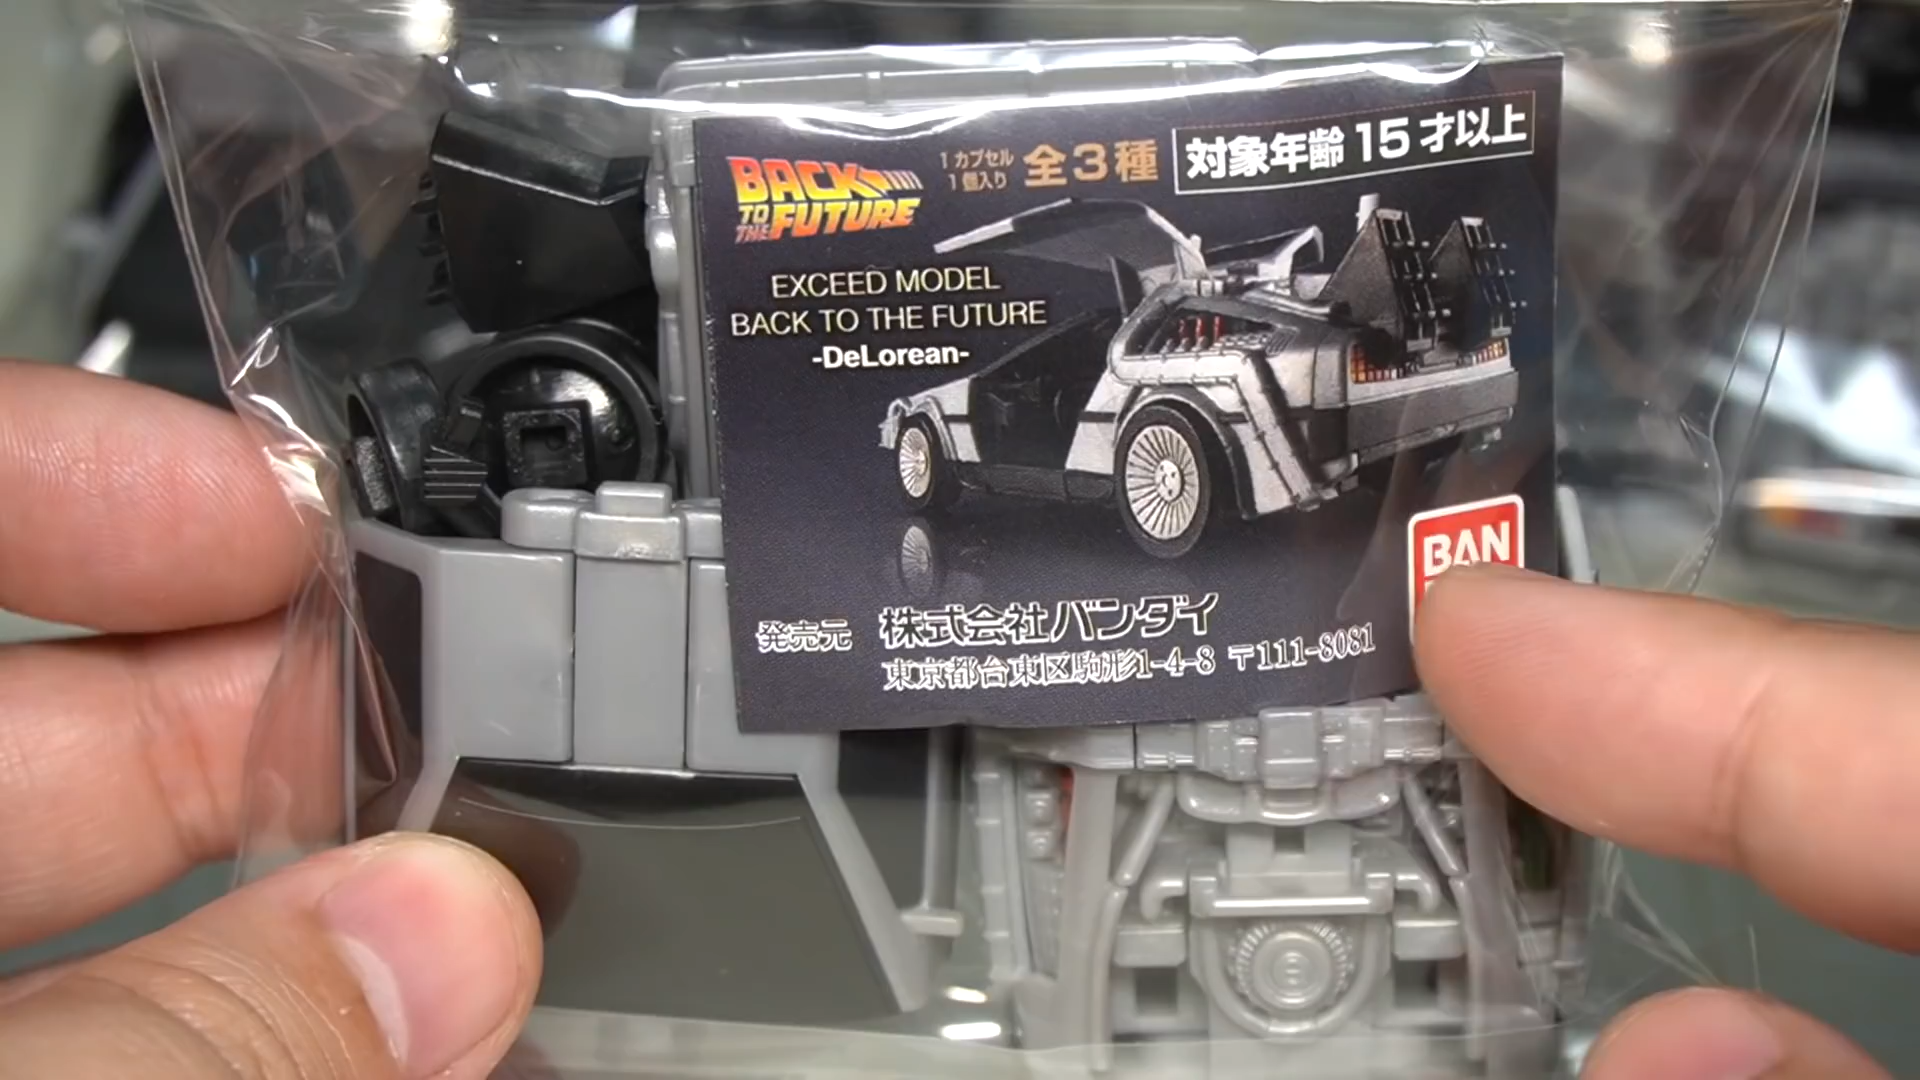 BACK
TO THE FUTURE
1カプセル
1個入り
全3種
対象年齢 15 才以上
EXCEED MODEL
BACK TO THE FUTURE
-DeLorean-
BAN
発売元 株式会社バンダイ
東京都台東区駒形1-4-8 〒111-8081